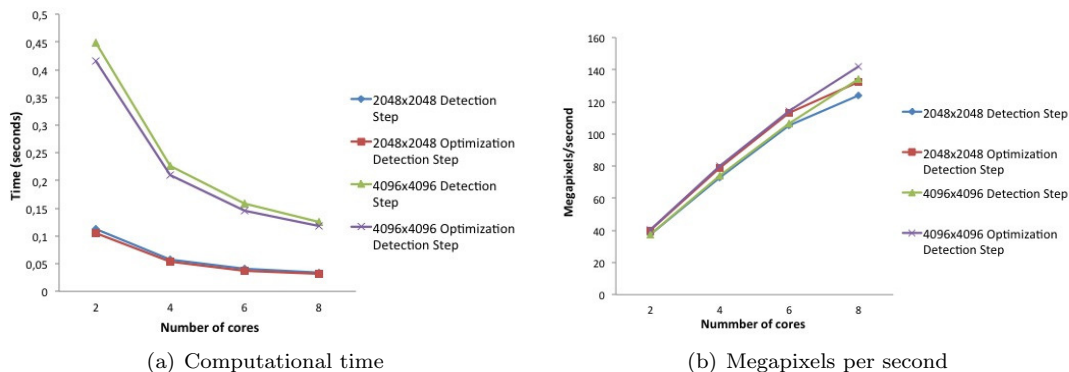 0,5
0,45
0,4
0,35
0,3
0,25
0,2
0,15
0,1
0,05
0
Time (seconds)
2 4 6 8
Number of cores
2048x2048 Detection
Step
2048x2048 Optimization
Detection Step
4096x4096 Detection
Step
4096x4096 Optimization
Detection Step
(a) Computational time
160
140
120
100
80
60
40
20
0
Megapixels/second
2 4 6 8
Nummber of cores
2048x2048 Detection Step
2048x2048 Optimization
Detection Step
4096x4096 Detection Step
4096x4096 Optimization
Detection Step
(b) Megapixels per second